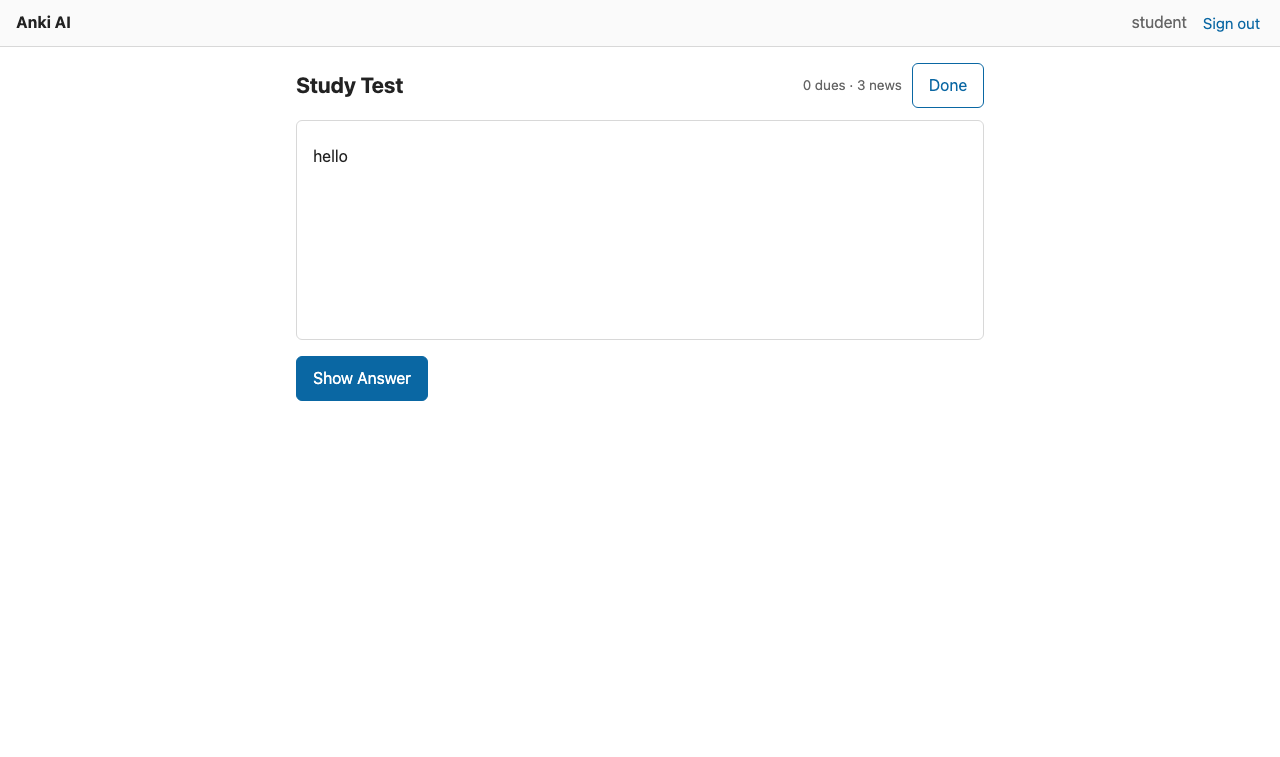 Anki AI
student
Sign out
Study Test
0 dues · 3 news
Done
hello
Show Answer